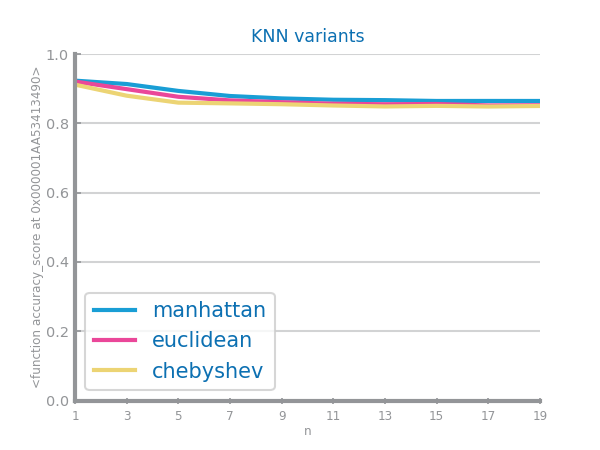 KNN variants
<function accuracy_score at 0x000001AA53413490>
1.0
0.8
0.6
0.4
0.2
0.0
manhattan
euclidean
chebyshev
1 3 5 7 9 11 13 15 17 19
n